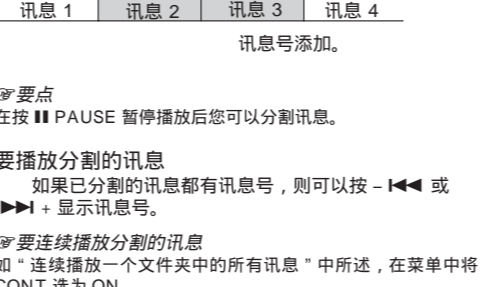 讯息 1 讯息 2 讯息 3 讯息 4
讯息号添加。
☞要点
在按 ▮▮ PAUSE 暂停播放后您可以分割讯息。
要播放分割的讯息
如果已分割的讯息都有讯息号，则可以按 – |◀◀ 或
▶▶| + 显示讯息号。
☞要连续播放分割的讯息
如“连续播放一个文件夹中的所有讯息”中所述，在菜单中将
CONT 选为 ON。